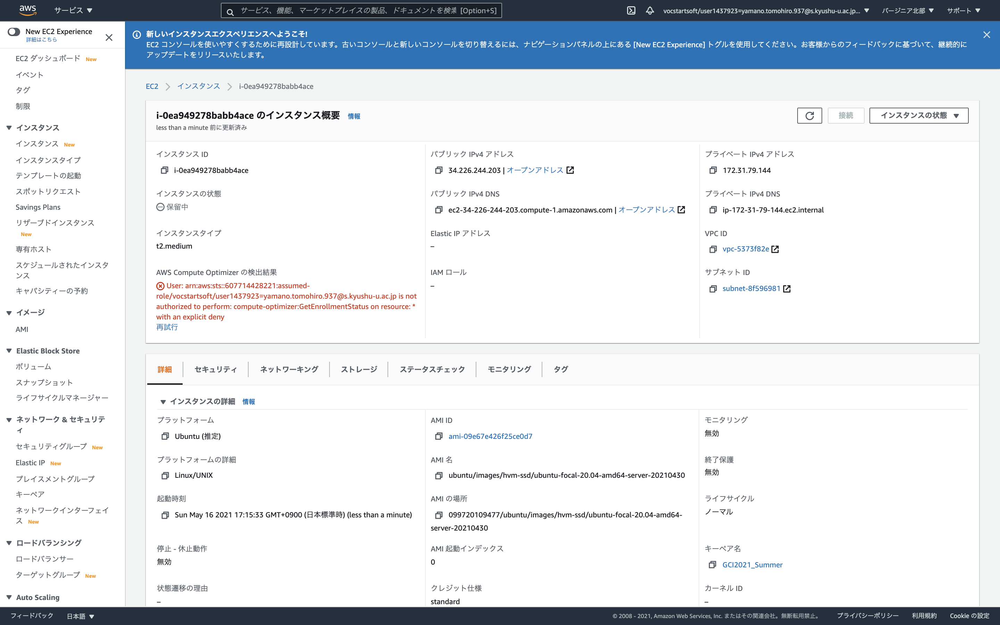 aws
サービス ▼
サービス、機能、マーケットプレイスの製品、ドキュメントを検索 [Option+S]
vocstartsoft/user1437923=yamano.tomohiro.937@s.kyushu-u.ac.jp... ▼
バージニア北部 ▼
サポート ▼
New EC2 Experience
詳細はこちら
EC2 ダッシュボード New
イベント
タグ
制限
▼ インスタンス
インスタンス New
インスタンスタイプ
テンプレートの起動
スポットリクエスト
Savings Plans
リザーブドインスタンス
New
専有ホスト
スケジュールされたインスタ
ンス
キャパシティーの予約
▼ イメージ
AMI
▼ Elastic Block Store
ボリューム
スナップショット
ライフサイクルマネージャー
▼ ネットワーク & セキュリテ
ィ
セキュリティグループ New
Elastic IP New
プレイスメントグループ
キーペア
ネットワークインターフェイ
ス New
▼ ロードバランシング
ロードバランサー
ターゲットグループ New
▼ Auto Scaling
新しいインスタンスエクスペリエンスへようこそ!
EC2 コンソールを使いやすくするために再設計しています。古いコンソールと新しいコンソールを切り替えるには、ナビゲーションパネルの上にある [New EC2 Experience] トグルを使用してください。お客様からのフィードバックに基づいて、継続的に
アップデートをリリースいたします。
EC2 > インスタンス > i-0ea949278babb4ace
i-0ea949278babb4ace のインスタンス概要 情報
less than a minute 前に更新済み
接続
インスタンスの状態 ▼
インスタンス ID
i-0ea949278babb4ace
インスタンスの状態
保留中
インスタンスタイプ
t2.medium
AWS Compute Optimizer の検出結果
User: arn:aws:sts::607714428221:assumed-
role/vocstartsoft/user1437923=yamano.tomohiro.937@s.kyushu-u.ac.jp is not
authorized to perform: compute-optimizer:GetEnrollmentStatus on resource: *
with an explicit deny
再試行
パブリック IPv4 アドレス
34.226.244.203 | オープンアドレス
パブリック IPv4 DNS
ec2-34-226-244-203.compute-1.amazonaws.com | オープンアドレス
Elastic IP アドレス
–
IAM ロール
–
プライベート IPv4 アドレス
172.31.79.144
プライベート IPv4 DNS
ip-172-31-79-144.ec2.internal
VPC ID
vpc-5373f82e
サブネット ID
subnet-8f596981
詳細
セキュリティ
ネットワーキング
ストレージ
ステータスチェック
モニタリング
タグ
▼ インスタンスの詳細 情報
プラットフォーム
Ubuntu (推定)
プラットフォームの詳細
Linux/UNIX
起動時刻
Sun May 16 2021 17:15:33 GMT+0900 (日本標準時) (less than a minute)
停止 - 休止動作
無効
状態遷移の理由
–
AMI ID
ami-09e67e426f25ce0d7
AMI 名
ubuntu/images/hvm-ssd/ubuntu-focal-20.04-amd64-server-20210430
AMI の場所
099720109477/ubuntu/images/hvm-ssd/ubuntu-focal-20.04-amd64-
server-20210430
AMI 起動インデックス
0
クレジット仕様
standard
モニタリング
無効
終了保護
無効
ライフサイクル
ノーマル
キーペア名
GCI2021_Summer
カーネル ID
–
フィードバック
日本語 ▼
© 2008 - 2021, Amazon Web Services, Inc. またはその関連会社。無断転用禁止。
プライバシーポリシー
利用規約
Cookie の設定